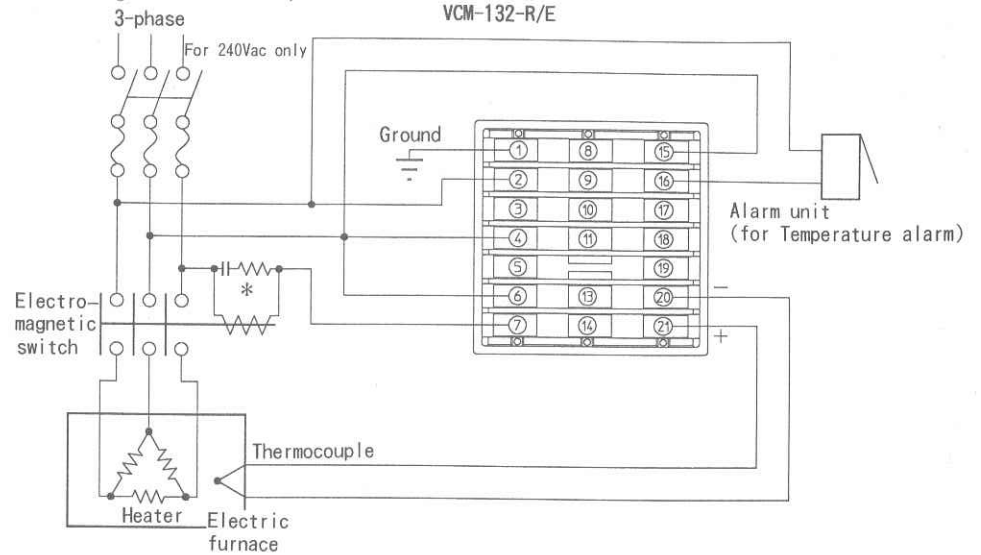 VCM-132-R/E
3-phase
For 240Vac only
Ground
1 8 15
2 9 16
3 10 17
4 11 18
5 19
6 13 20 −
7 14 21 +
Alarm unit
(for Temperature alarm)
*
Electro-
magnetic
switch
Thermocouple
Heater
Electric
furnace